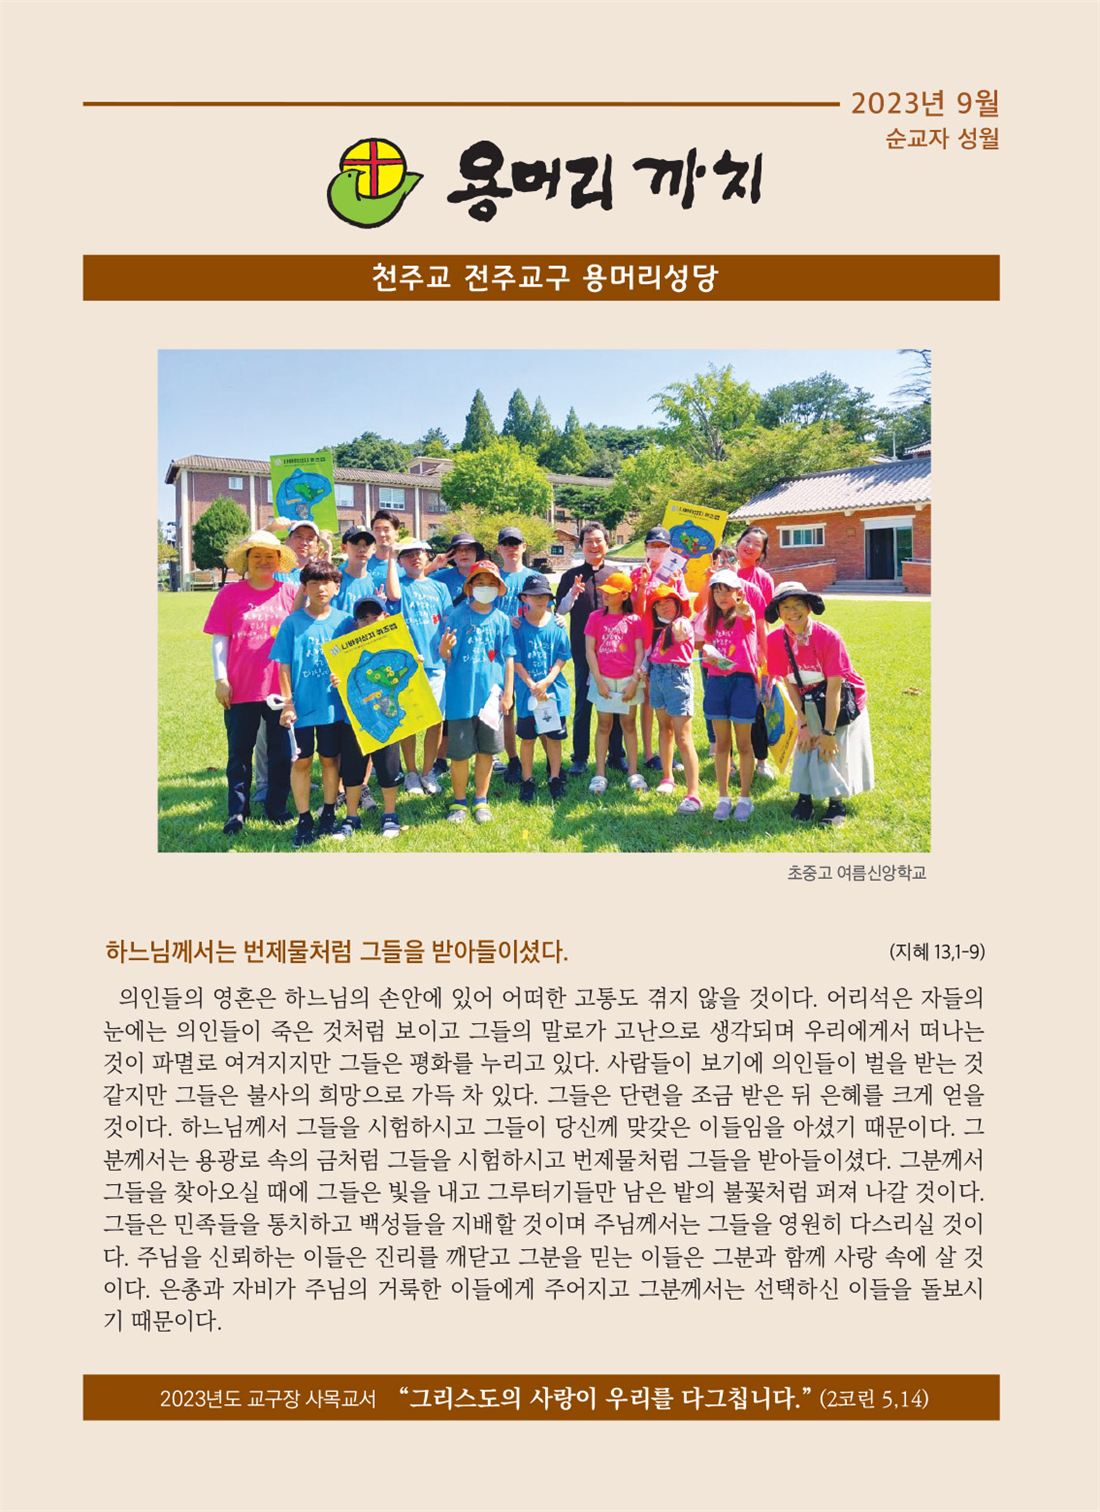 2023년 9월
순교자 성월
용머리 까치
천주교 전주교구 용머리성당
나바위성지 퀴즈맵
나바위성지 퀴즈맵
나바위성지 퀴즈맵
초중고 여름신앙학교
하느님께서는 번제물처럼 그들을 받아들이셨다. (지혜 13,1-9)
의인들의 영혼은 하느님의 손안에 있어 어떠한 고통도 겪지 않을 것이다. 어리석은 자들의
눈에는 의인들이 죽은 것처럼 보이고 그들의 말로가 고난으로 생각되며 우리에게서 떠나는
것이 파멸로 여겨지지만 그들은 평화를 누리고 있다. 사람들이 보기에 의인들이 벌을 받는 것
같지만 그들은 불사의 희망으로 가득 차 있다. 그들은 단련을 조금 받은 뒤 은혜를 크게 얻을
것이다. 하느님께서 그들을 시험하시고 그들이 당신께 맞갖은 이들임을 아셨기 때문이다. 그
분께서는 용광로 속의 금처럼 그들을 시험하시고 번제물처럼 그들을 받아들이셨다. 그분께서
그들을 찾아오실 때에 그들은 빛을 내고 그루터기들만 남은 밭의 불꽃처럼 퍼져 나갈 것이다.
그들은 민족들을 통치하고 백성들을 지배할 것이며 주님께서는 그들을 영원히 다스리실 것이
다. 주님을 신뢰하는 이들은 진리를 깨닫고 그분을 믿는 이들은 그분과 함께 사랑 속에 살 것
이다. 은총과 자비가 주님의 거룩한 이들에게 주어지고 그분께서는 선택하신 이들을 돌보시
기 때문이다.
2023년도 교구장 사목교서 “그리스도의 사랑이 우리를 다그칩니다.” (2코린 5,14)